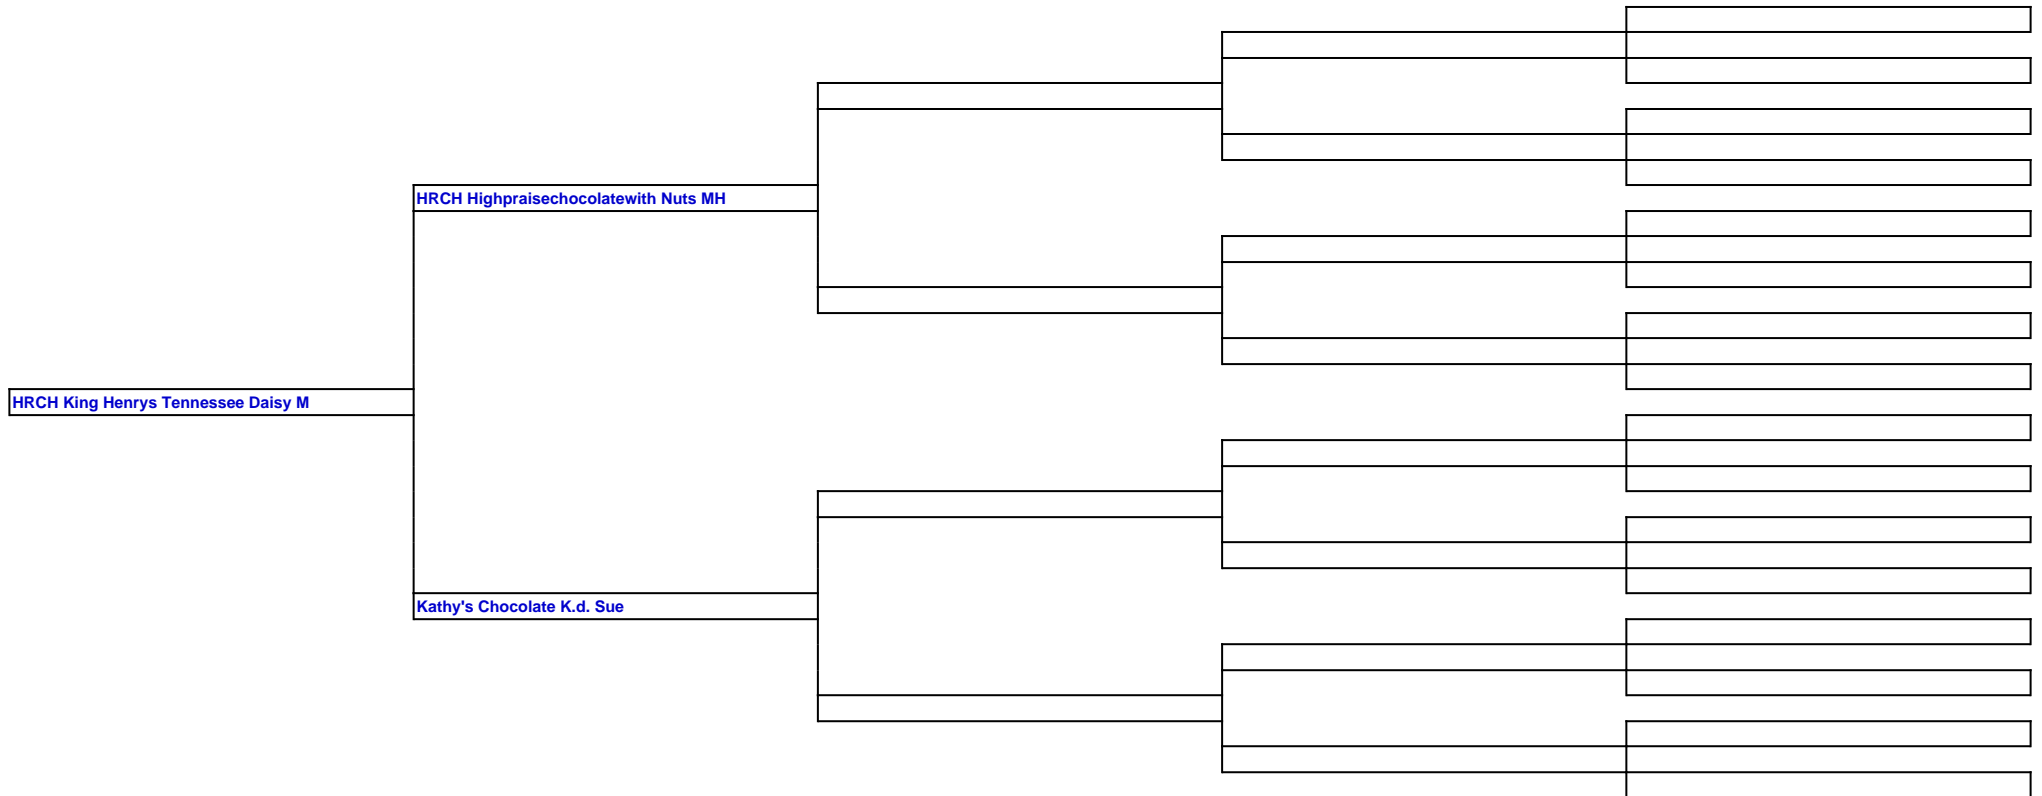 HRCH Highpraisechocolatewith Nuts MH
HRCH King Henrys Tennessee Daisy M
Kathy's Chocolate K.d. Sue